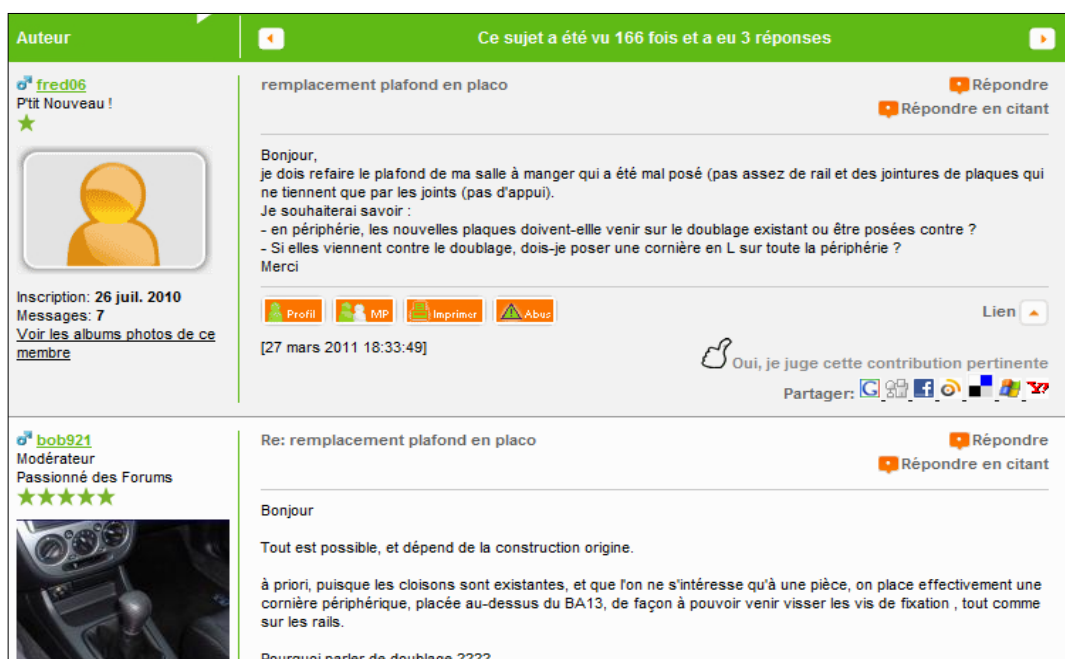 Auteur
Ce sujet a été vu 166 fois et a eu 3 réponses
fred06
P'tit Nouveau !
remplacement plafond en placo
Répondre
Répondre en citant
Bonjour,
je dois refaire le plafond de ma salle à manger qui a été mal posé (pas assez de rail et des jointures de plaques qui
ne tiennent que par les joints (pas d'appui).
Je souhaiterai savoir :
- en périphérie, les nouvelles plaques doivent-ellle venir sur le doublage existant ou être posées contre ?
- Si elles viennent contre le doublage, dois-je poser une cornière en L sur toute la périphérie ?
Merci
Inscription: 26 juil. 2010
Messages: 7
Voir les albums photos de ce
membre
Profil
MP
Imprimer
Abus
Lien
[27 mars 2011 18:33:49]
Oui, je juge cette contribution pertinente
Partager:
bob921
Modérateur
Passionné des Forums
Re: remplacement plafond en placo
Répondre
Répondre en citant
Bonjour
Tout est possible, et dépend de la construction origine.
à priori, puisque les cloisons sont existantes, et que l'on ne s'intéresse qu'à une pièce, on place effectivement une
cornière périphérique, placée au-dessus du BA13, de façon à pouvoir venir visser les vis de fixation , tout comme
sur les rails.
Pourquoi parler de doublage ????